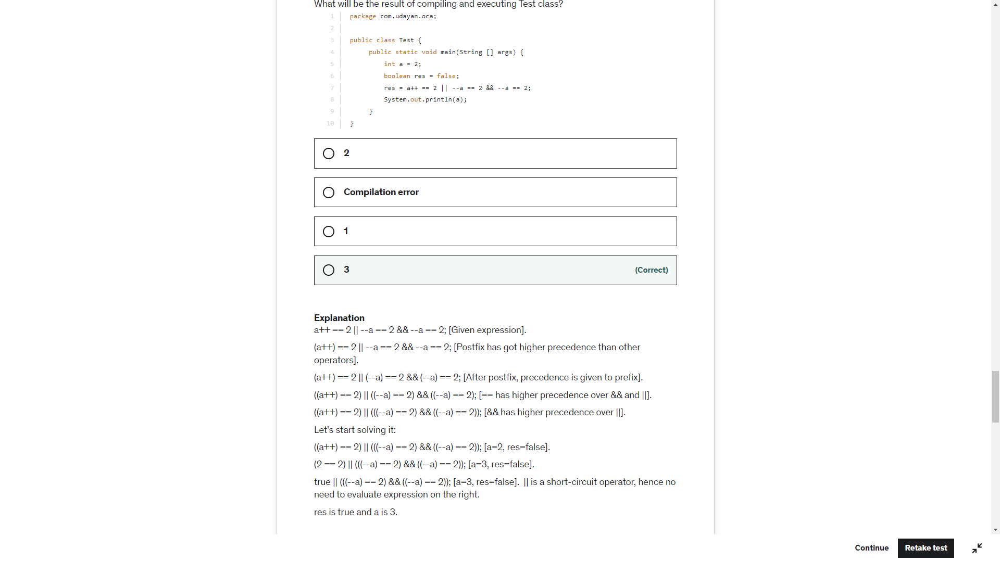 What will be the result of compiling and executing Test class?
1 package com.udayan.oca;
2
3 public class Test {
4 public static void main(String [] args) {
5 int a = 2;
6 boolean res = false;
7 res = a++ == 2 || --a == 2 && --a == 2;
8 System.out.println(a);
9 }
10 }
2
Compilation error
1
3 (Correct)
Explanation
a++ == 2 || --a == 2 && --a == 2; [Given expression].
(a++) == 2 || --a == 2 && --a == 2; [Postfix has got higher precedence than other
operators].
(a++) == 2 || (--a) == 2 && (--a) == 2; [After postfix, precedence is given to prefix].
((a++) == 2) || ((--a) == 2) && ((--a) == 2); [== has higher precedence over && and ||].
((a++) == 2) || (((--a) == 2) && ((--a) == 2)); [&& has higher precedence over ||].
Let's start solving it:
((a++) == 2) || (((--a) == 2) && ((--a) == 2)); [a=2, res=false].
(2 == 2) || (((--a) == 2) && ((--a) == 2)); [a=3, res=false].
true || (((--a) == 2) && ((--a) == 2)); [a=3, res=false].  || is a short-circuit operator, hence no
need to evaluate expression on the right.
res is true and a is 3.
Continue Retake test